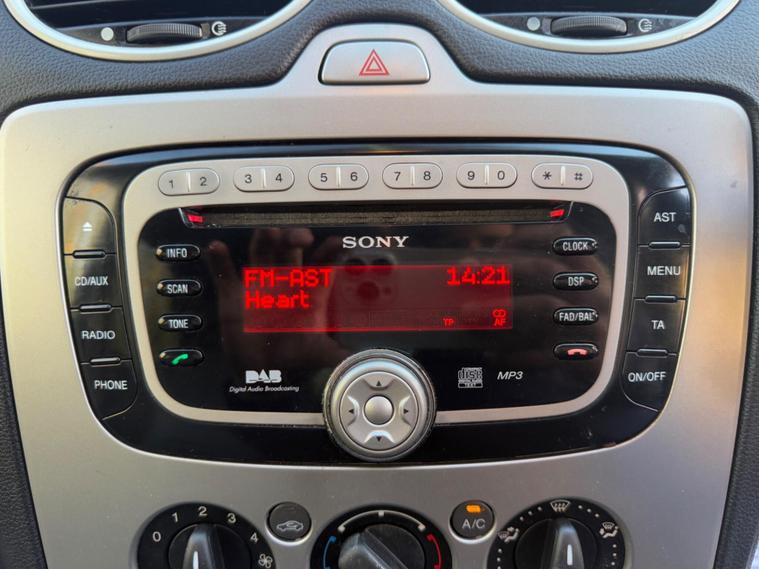 1 2 3 4 5 6 7 8 9 0 * #
AST
SONY
INFO
CLOCK
FM-AST 14:21
CD/AUX
SCAN
DSP
MENU
Heart
TONE
TP
CD
AF
FAD/BAL
RADIO
TA
PHONE
DAB
Digital Audio Broadcasting
disc
MP3
ON/OFF
0 1 2 3 4
A/C